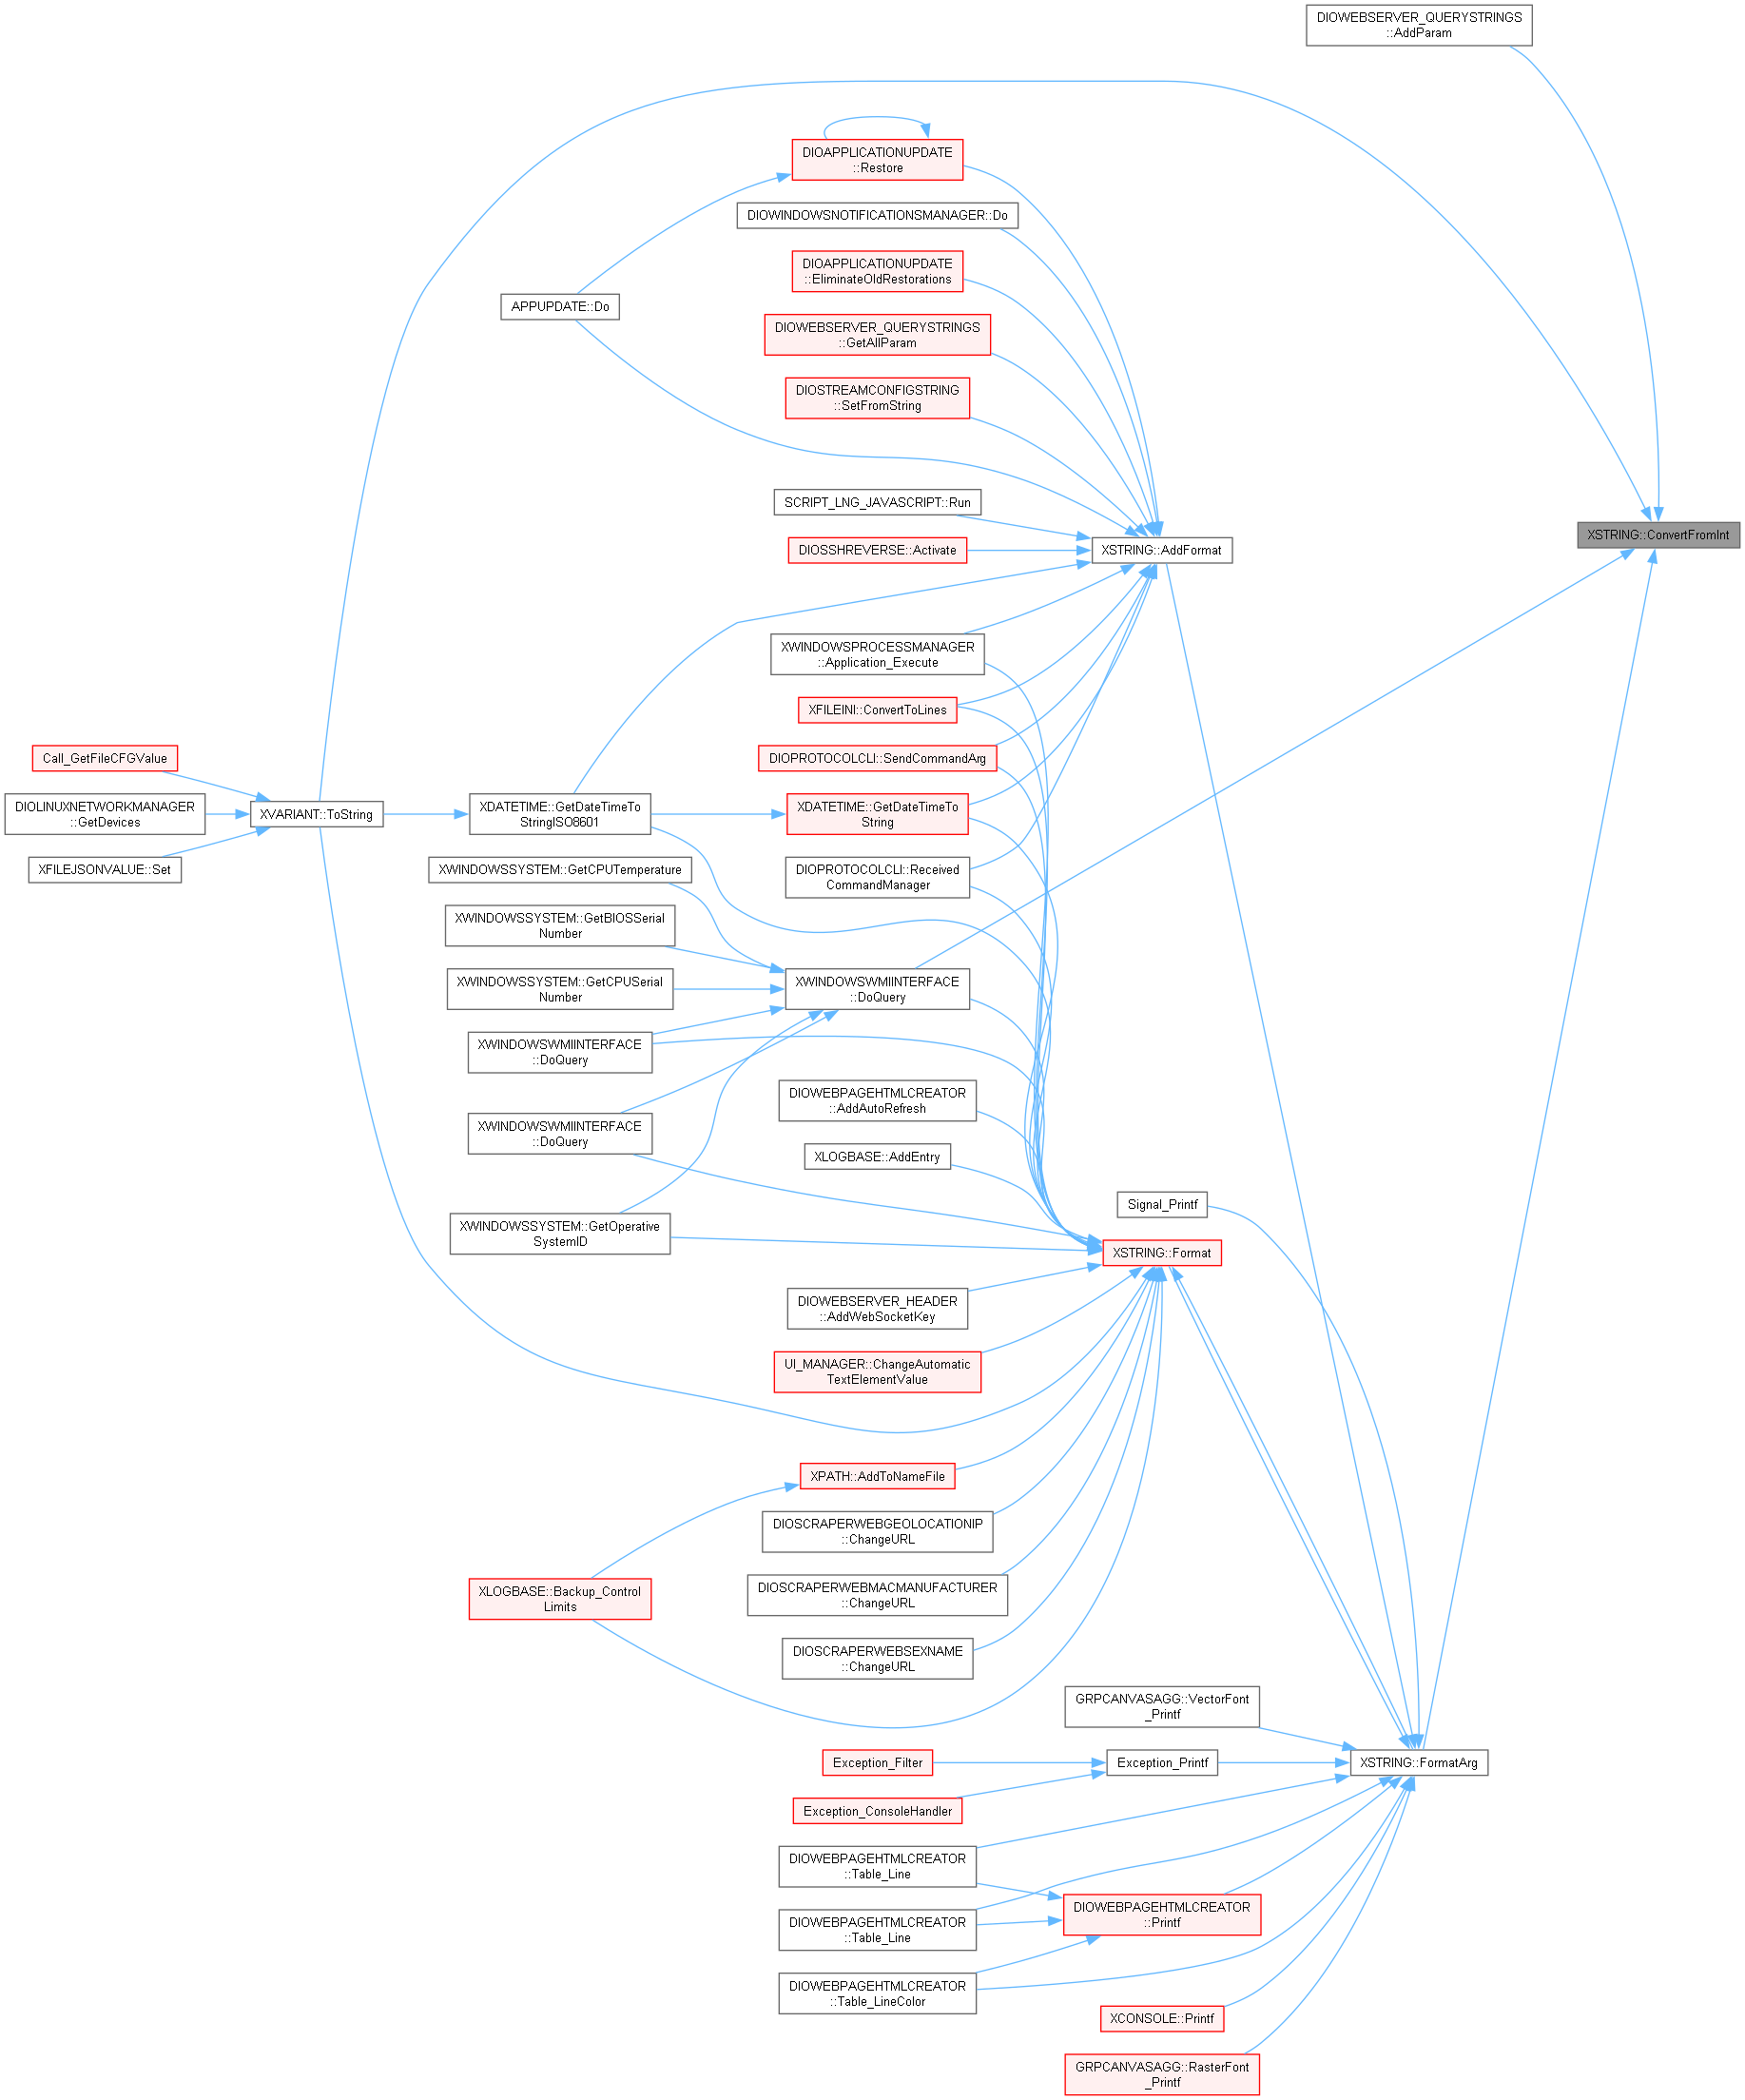 DIOWEBSERVER_QUERYSTRINGS
::AddParam
DIOAPPLICATIONUPDATE
::Restore
DIOWINDOWSNOTIFICATIONSMANAGER::Do
DIOAPPLICATIONUPDATE
::EliminateOldRestorations
APPUPDATE::Do
DIOWEBSERVER_QUERYSTRINGS
::GetAllParam
DIOSTREAMCONFIGSTRING
::SetFromString
SCRIPT_LNG_JAVASCRIPT::Run
XSTRING::ConvertFromInt
DIOSSHREVERSE::Activate
XSTRING::AddFormat
XWINDOWSPROCESSMANAGER
::Application_Execute
XFILEINI::ConvertToLines
Call_GetFileCFGValue
DIOPROTOCOLCLI::SendCommandArg
DIOLINUXNETWORKMANAGER
::GetDevices
XVARIANT::ToString
XDATETIME::GetDateTimeTo
StringISO8601
XDATETIME::GetDateTimeTo
String
XFILEJSONVALUE::Set
XWINDOWSSYSTEM::GetCPUTemperature
DIOPROTOCOLCLI::Received
CommandManager
XWINDOWSSYSTEM::GetBIOSSerial
Number
XWINDOWSSYSTEM::GetCPUSerial
Number
XWINDOWSWMIINTERFACE
::DoQuery
XWINDOWSWMIINTERFACE
::DoQuery
DIOWEBPAGEHTMLCREATOR
::AddAutoRefresh
XWINDOWSWMIINTERFACE
::DoQuery
XLOGBASE::AddEntry
Signal_Printf
XWINDOWSSYSTEM::GetOperative
SystemID
XSTRING::Format
DIOWEBSERVER_HEADER
::AddWebSocketKey
UI_MANAGER::ChangeAutomatic
TextElementValue
XPATH::AddToNameFile
DIOSCRAPERWEBGEOLOCATIONIP
::ChangeURL
XLOGBASE::Backup_Control
Limits
DIOSCRAPERWEBMACMANUFACTURER
::ChangeURL
DIOSCRAPERWEBSEXNAME
::ChangeURL
GRPCANVASAGG::VectorFont
_Printf
Exception_Filter
Exception_Printf
XSTRING::FormatArg
Exception_ConsoleHandler
DIOWEBPAGEHTMLCREATOR
::Table_Line
DIOWEBPAGEHTMLCREATOR
::Printf
DIOWEBPAGEHTMLCREATOR
::Table_Line
DIOWEBPAGEHTMLCREATOR
::Table_LineColor
XCONSOLE::Printf
GRPCANVASAGG::RasterFont
_Printf